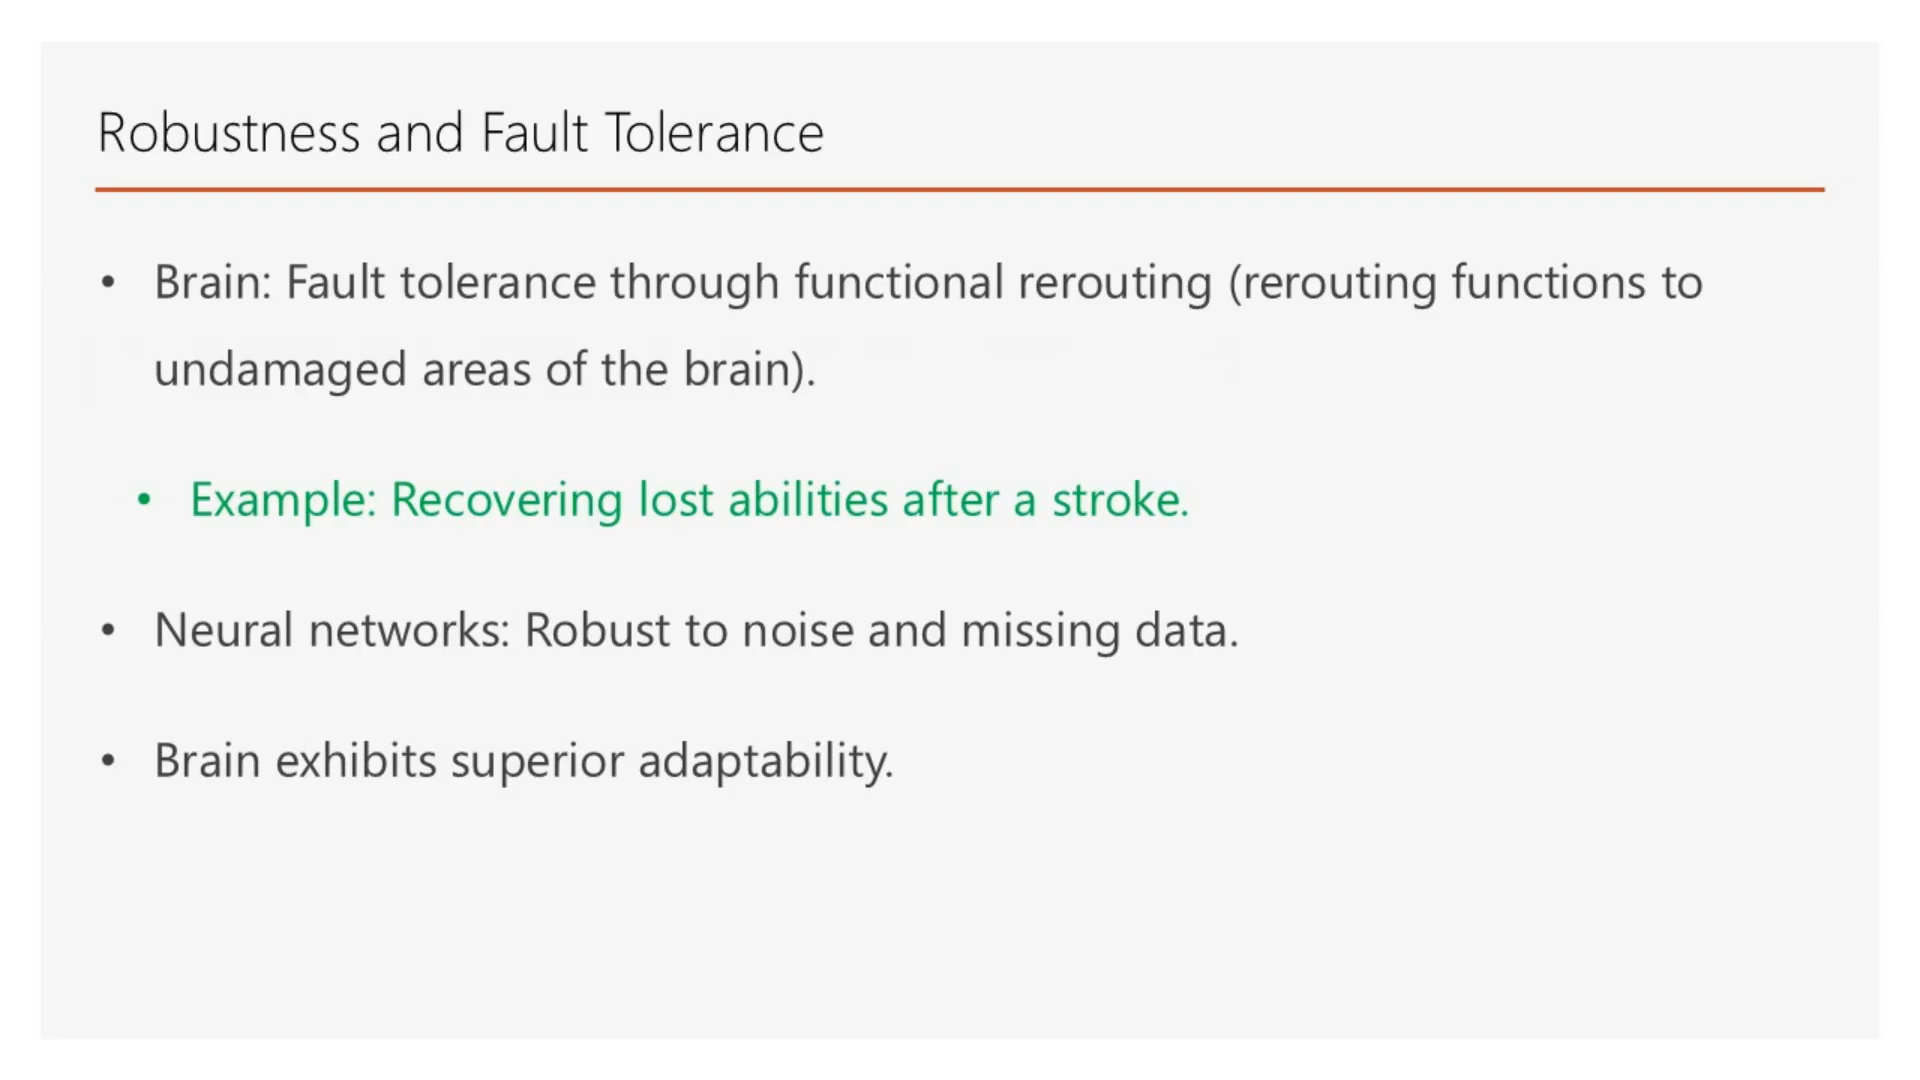 Robustness and Fault Tolerance
• Brain: Fault tolerance through functional rerouting (rerouting functions to
undamaged areas of the brain).
• Example: Recovering lost abilities after a stroke.
• Neural networks: Robust to noise and missing data.
• Brain exhibits superior adaptability.